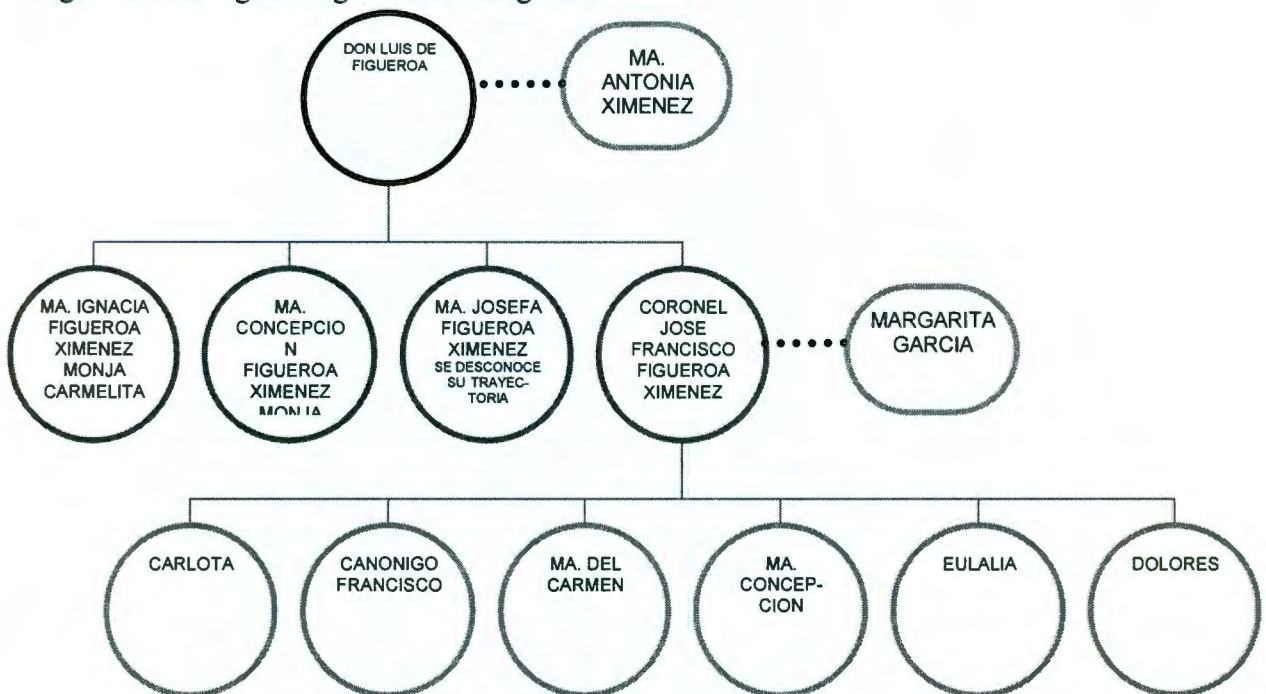 DON LUIS DE
FIGUEROA
MA.
ANTONIA
XIMENEZ
MA. IGNACIA
FIGUEROA
XIMENEZ
MONJA
CARMELITA
MA.
CONCEPCIO
N
FIGUEROA
XIMENEZ
MONJA
MA. JOSEFA
FIGUEROA
XIMENEZ
SE DESCONOCE
SU TRAYEC-
TORIA
CORONEL
JOSE
FRANCISCO
FIGUEROA
XIMENEZ
MARGARITA
GARCIA
CARLOTA
CANONIGO
FRANCISCO
MA. DEL
CARMEN
MA.
CONCEP-
CION
EULALIA
DOLORES